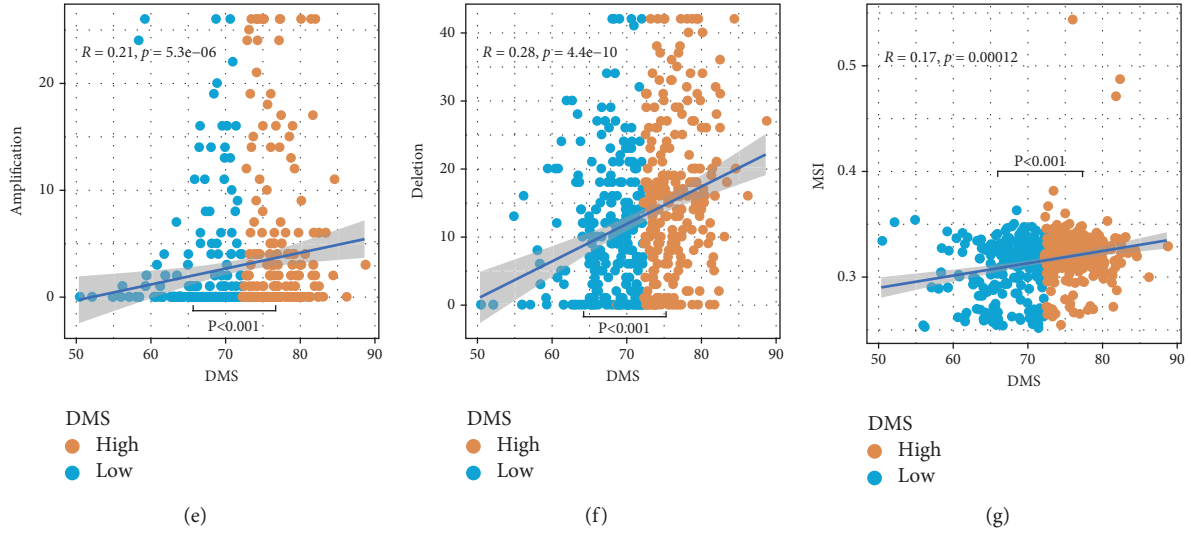 R = 0.21, p = 5.3e−06
Amplification
20
10
0
P<0.001
50 60 70 80 90
DMS
DMS
High
Low
(e)
R = 0.28, p = 4.4e−10
Deletion
40
30
20
10
0
P<0.001
50 60 70 80 90
DMS
DMS
High
Low
(f)
R = 0.17, p = 0.00012
MSI
0.5
0.4
0.3
P<0.001
50 60 70 80 90
DMS
DMS
High
Low
(g)